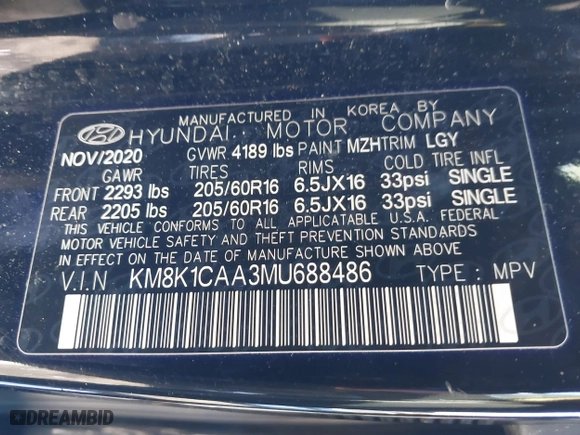 MANUFACTURED IN KOREA BY
HYUNDAI MOTOR COMPANY
NOV/2020 GVWR 4189 lbs PAINT MZH TRIM LGY
GAWR TIRES RIMS COLD TIRE INFL
FRONT 2293 lbs 205/60R16 6.5JX16 33psi SINGLE
REAR 2205 lbs 205/60R16 6.5JX16 33psi SINGLE
THIS VEHICLE CONFORMS TO ALL APPLICABLE U.S.A. FEDERAL
MOTOR VEHICLE SAFETY AND THEFT PREVENTION STANDARDS
IN EFFECT ON THE DATE OF MANUFACTURE SHOWN ABOVE
V.I.N KM8K1CAA3MU688486 TYPE : MPV
DREAMBID